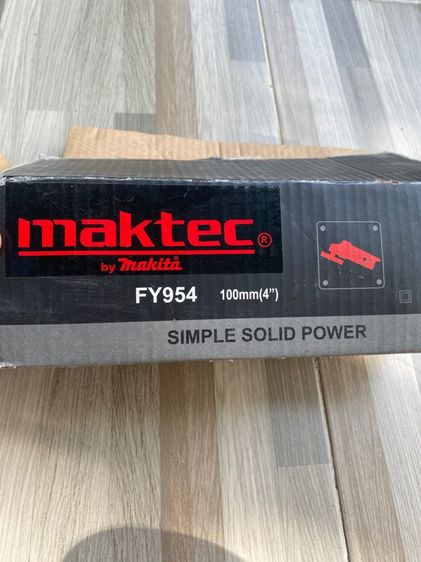 maktec®
by makita
FY954 100mm(4")
SIMPLE SOLID POWER